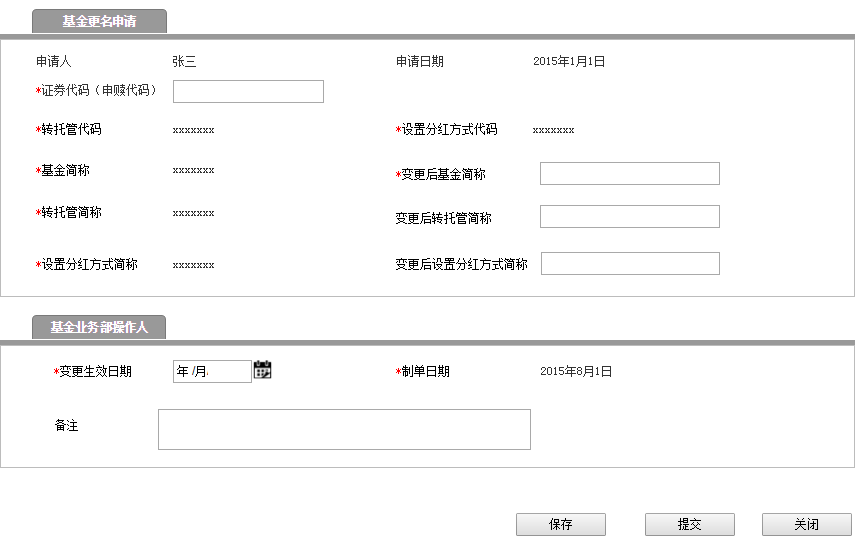 基金更名申请
申请人 张三 申请日期 2015年1月1日
*证券代码（申赎代码）
*转托管代码 xxxxxxx *设置分红方式代码 xxxxxxx
*基金简称 xxxxxxx *变更后基金简称
*转托管简称 xxxxxxx 变更后转托管简称
*设置分红方式简称 xxxxxxx 变更后设置分红方式简称
基金业务部操作人
*变更生效日期 年 /月 *制单日期 2015年8月1日
备注
保存 提交 关闭